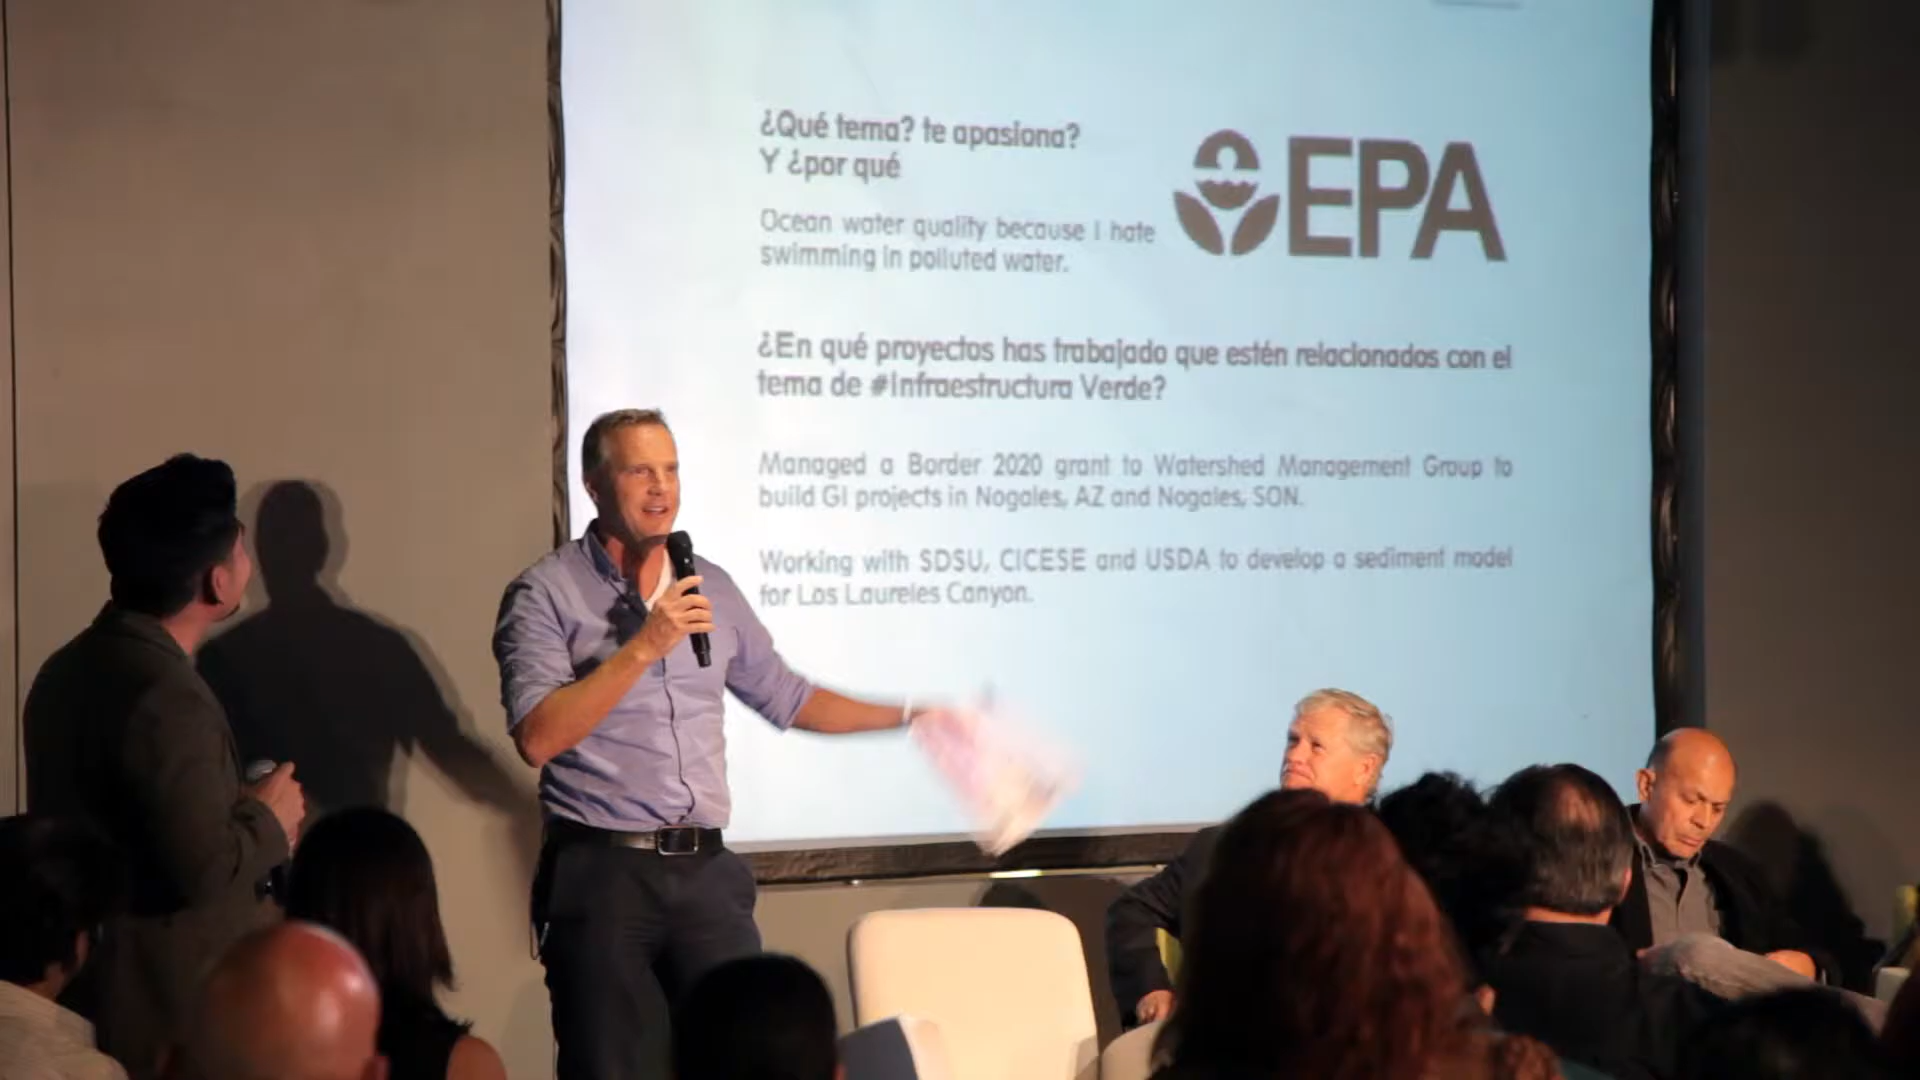 ¿Qué tema? te apasiona?
Y ¿por qué
EPA
Ocean water quality because I hate
swimming in polluted water.
¿En qué proyectos has trabajado que estén relacionados con el
tema de #Infraestructura Verde?
Managed a Border 2020 grant to Watershed Management Group to
build GI projects in Nogales, AZ and Nogales, SON.
Working with SDSU, CICESE and USDA to develop a sediment model
for Los Laureles Canyon.